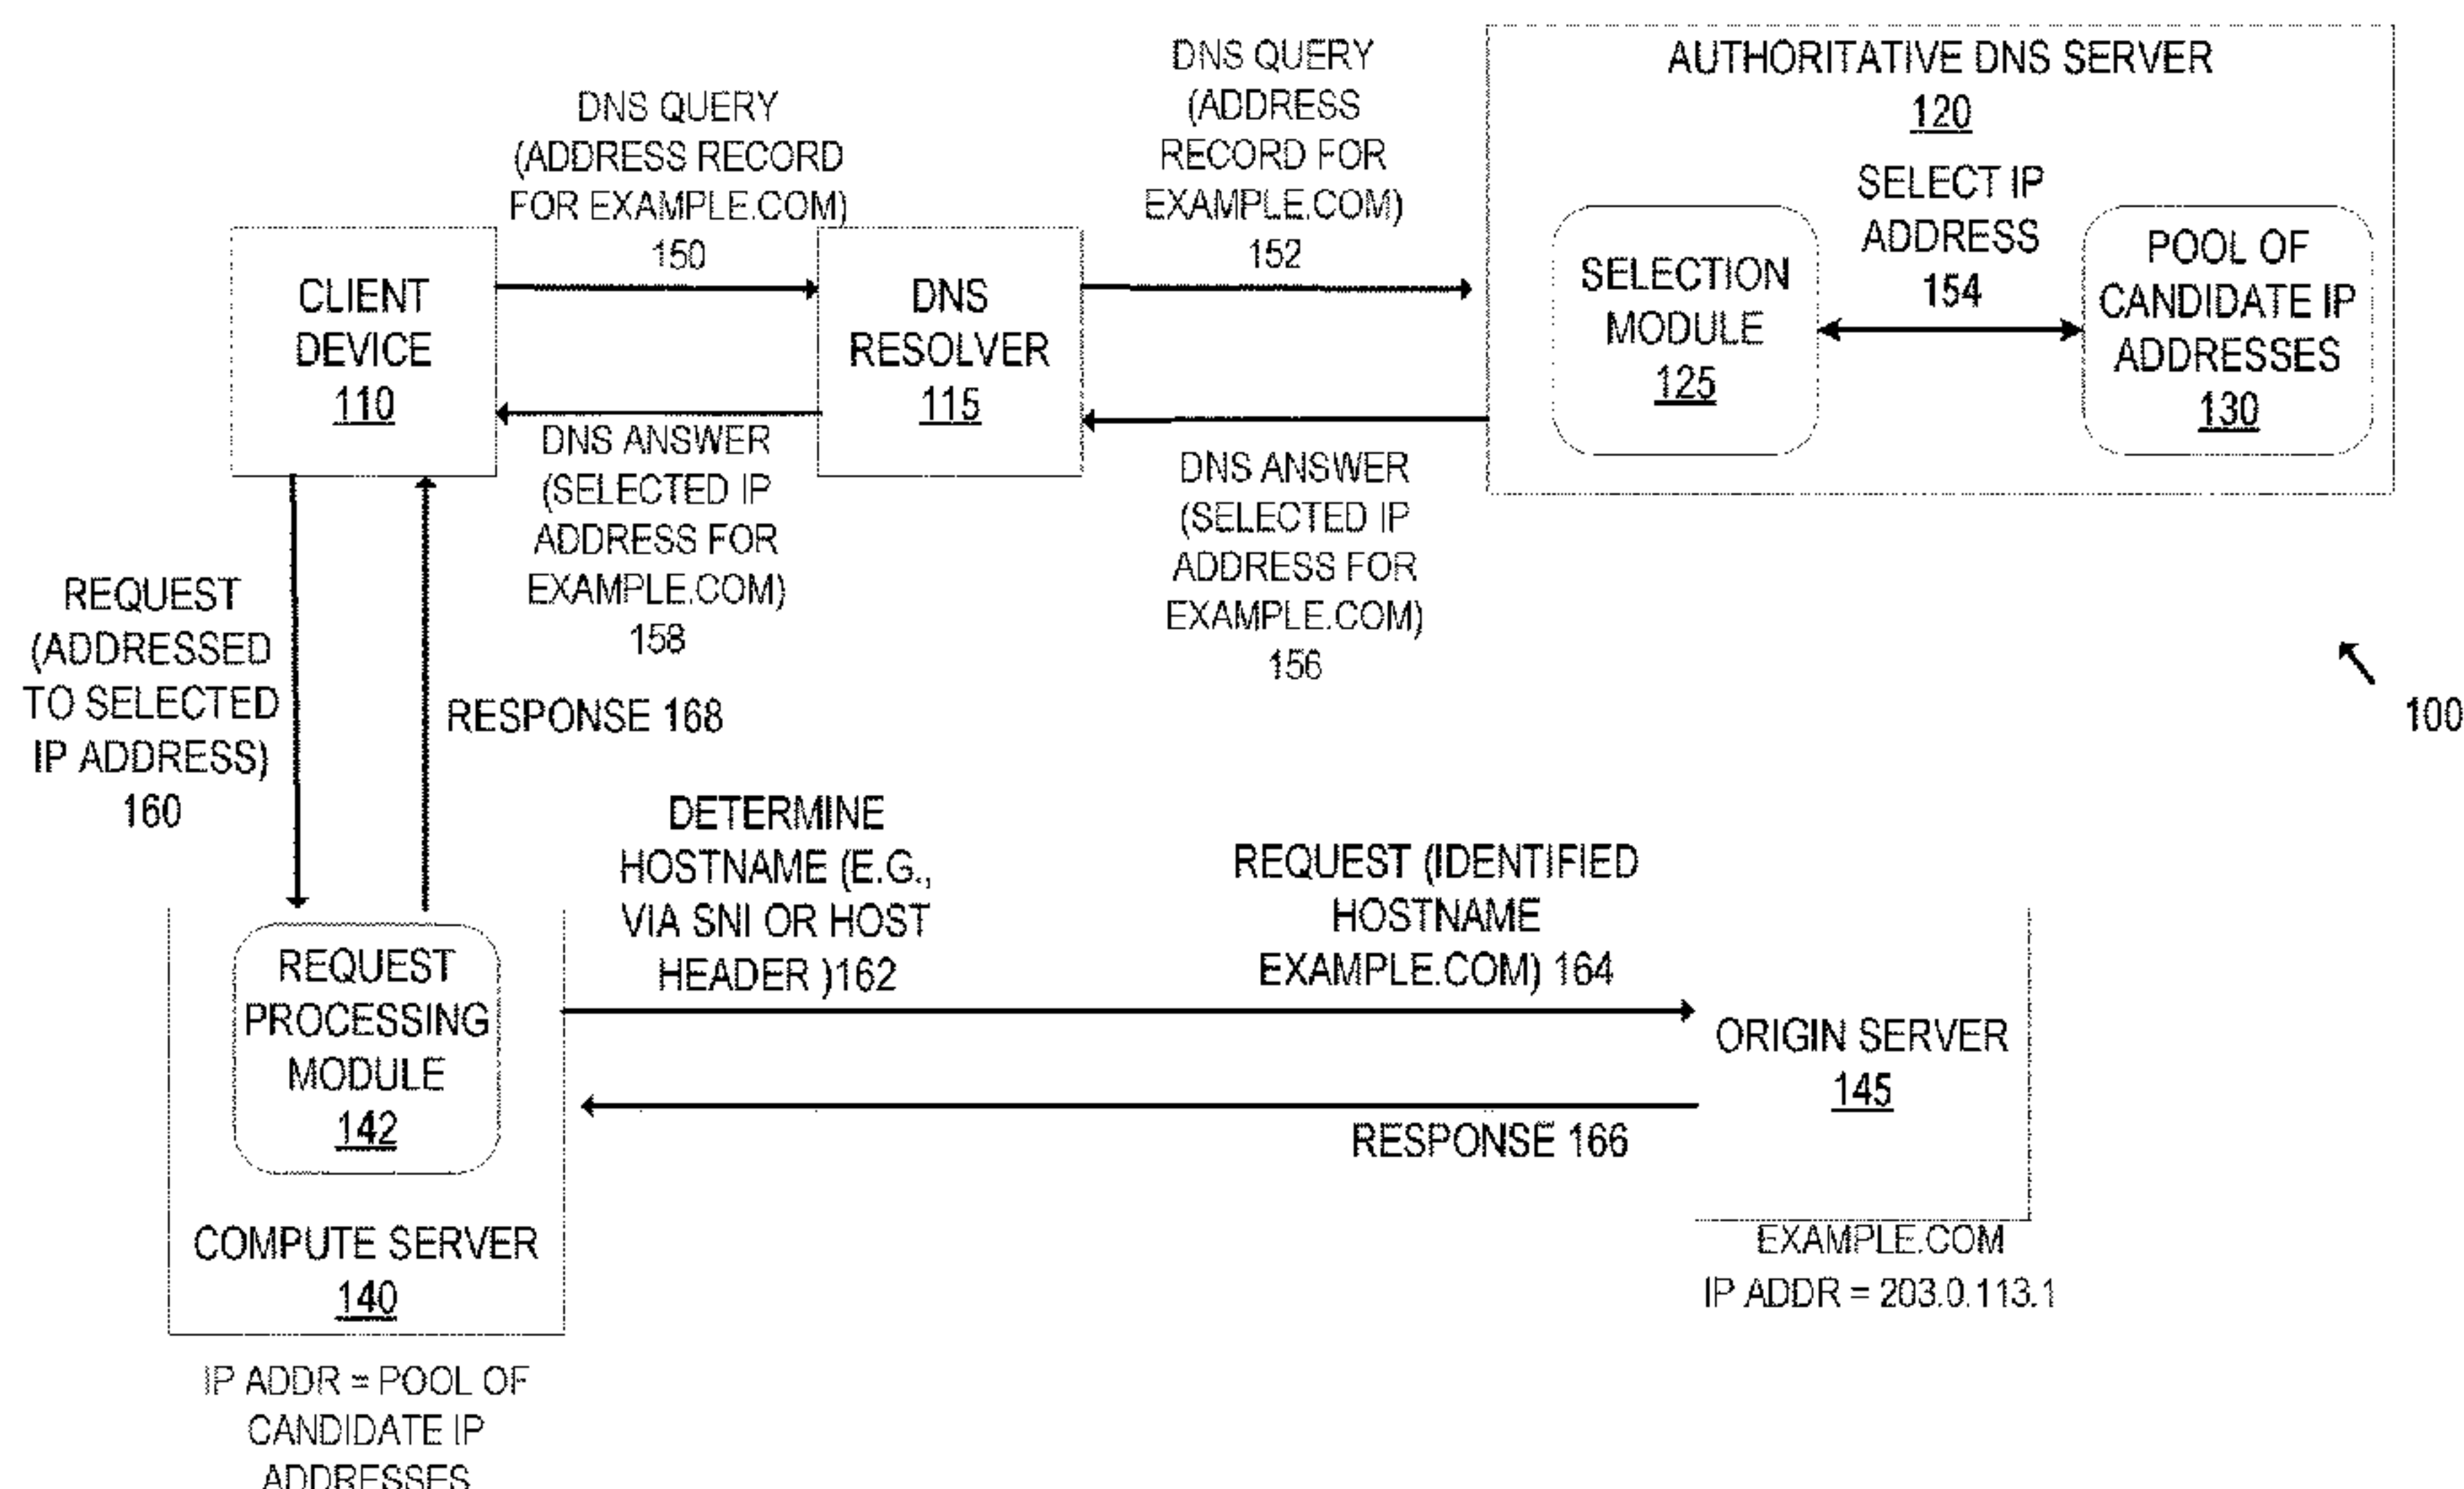 DNS QUERY
(ADDRESS RECORD
FOR EXAMPLE.COM)
150
DNS QUERY
(ADDRESS
RECORD FOR
EXAMPLE.COM)
152
AUTHORITATIVE DNS SERVER
120
SELECT IP
ADDRESS
154
CLIENT
DEVICE
110
DNS
RESOLVER
115
SELECTION
MODULE
125
POOL OF
CANDIDATE IP
ADDRESSES
130
DNS ANSWER
(SELECTED IP
ADDRESS FOR
EXAMPLE.COM)
158
DNS ANSWER
(SELECTED IP
ADDRESS FOR
EXAMPLE.COM)
156
REQUEST
(ADDRESSED
TO SELECTED
IP ADDRESS)
160
RESPONSE 168
100
DETERMINE
HOSTNAME (E.G.,
VIA SNI OR HOST
HEADER )162
REQUEST (IDENTIFIED
HOSTNAME
EXAMPLE.COM) 164
REQUEST
PROCESSING
MODULE
142
ORIGIN SERVER
145
RESPONSE 166
COMPUTE SERVER
140
EXAMPLE.COM
IP ADDR = 203.0.113.1
IP ADDR = POOL OF
CANDIDATE IP
ADDRESSES